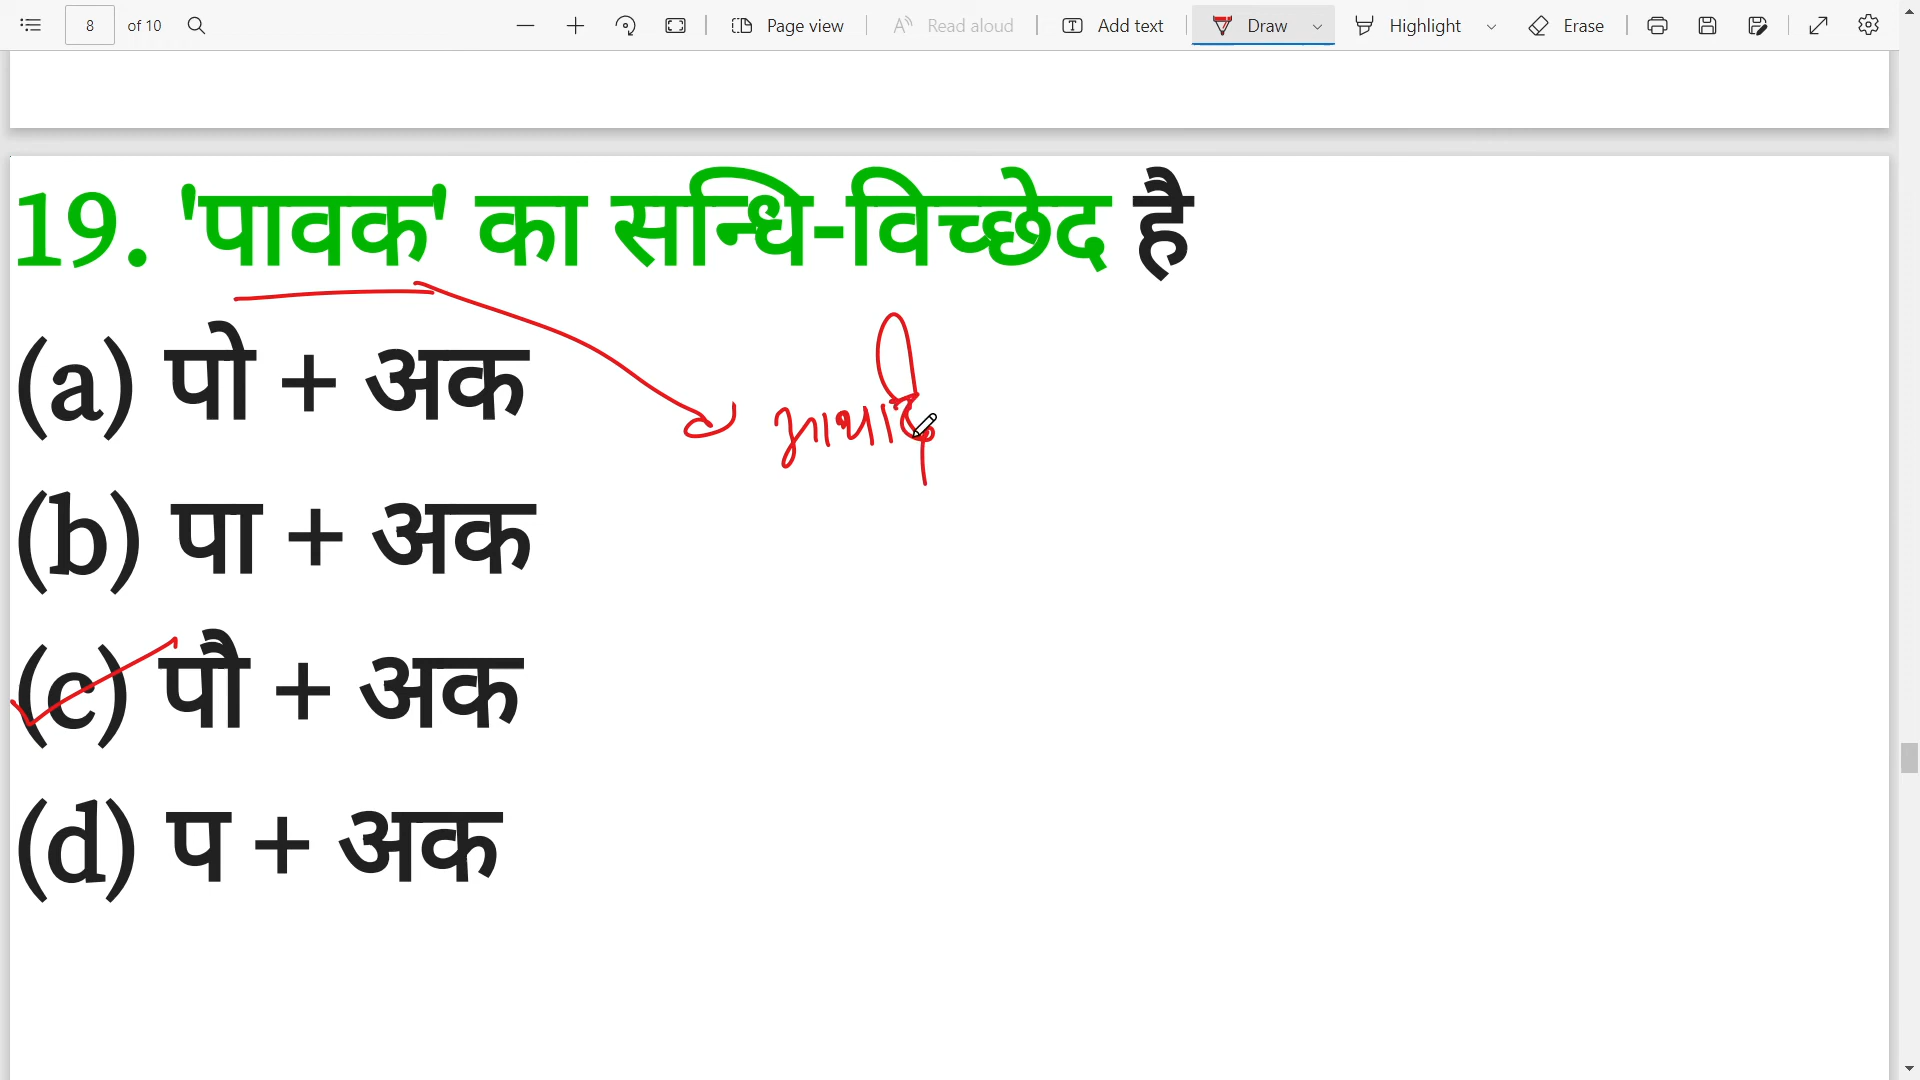 8 of 10 Page view Read aloud Add text Draw Highlight Erase
19. 'पावक' का सन्धि-विच्छेद है
(a) पो + अक
(b) पा + अक
(c) पौ + अक
(d) प + अक